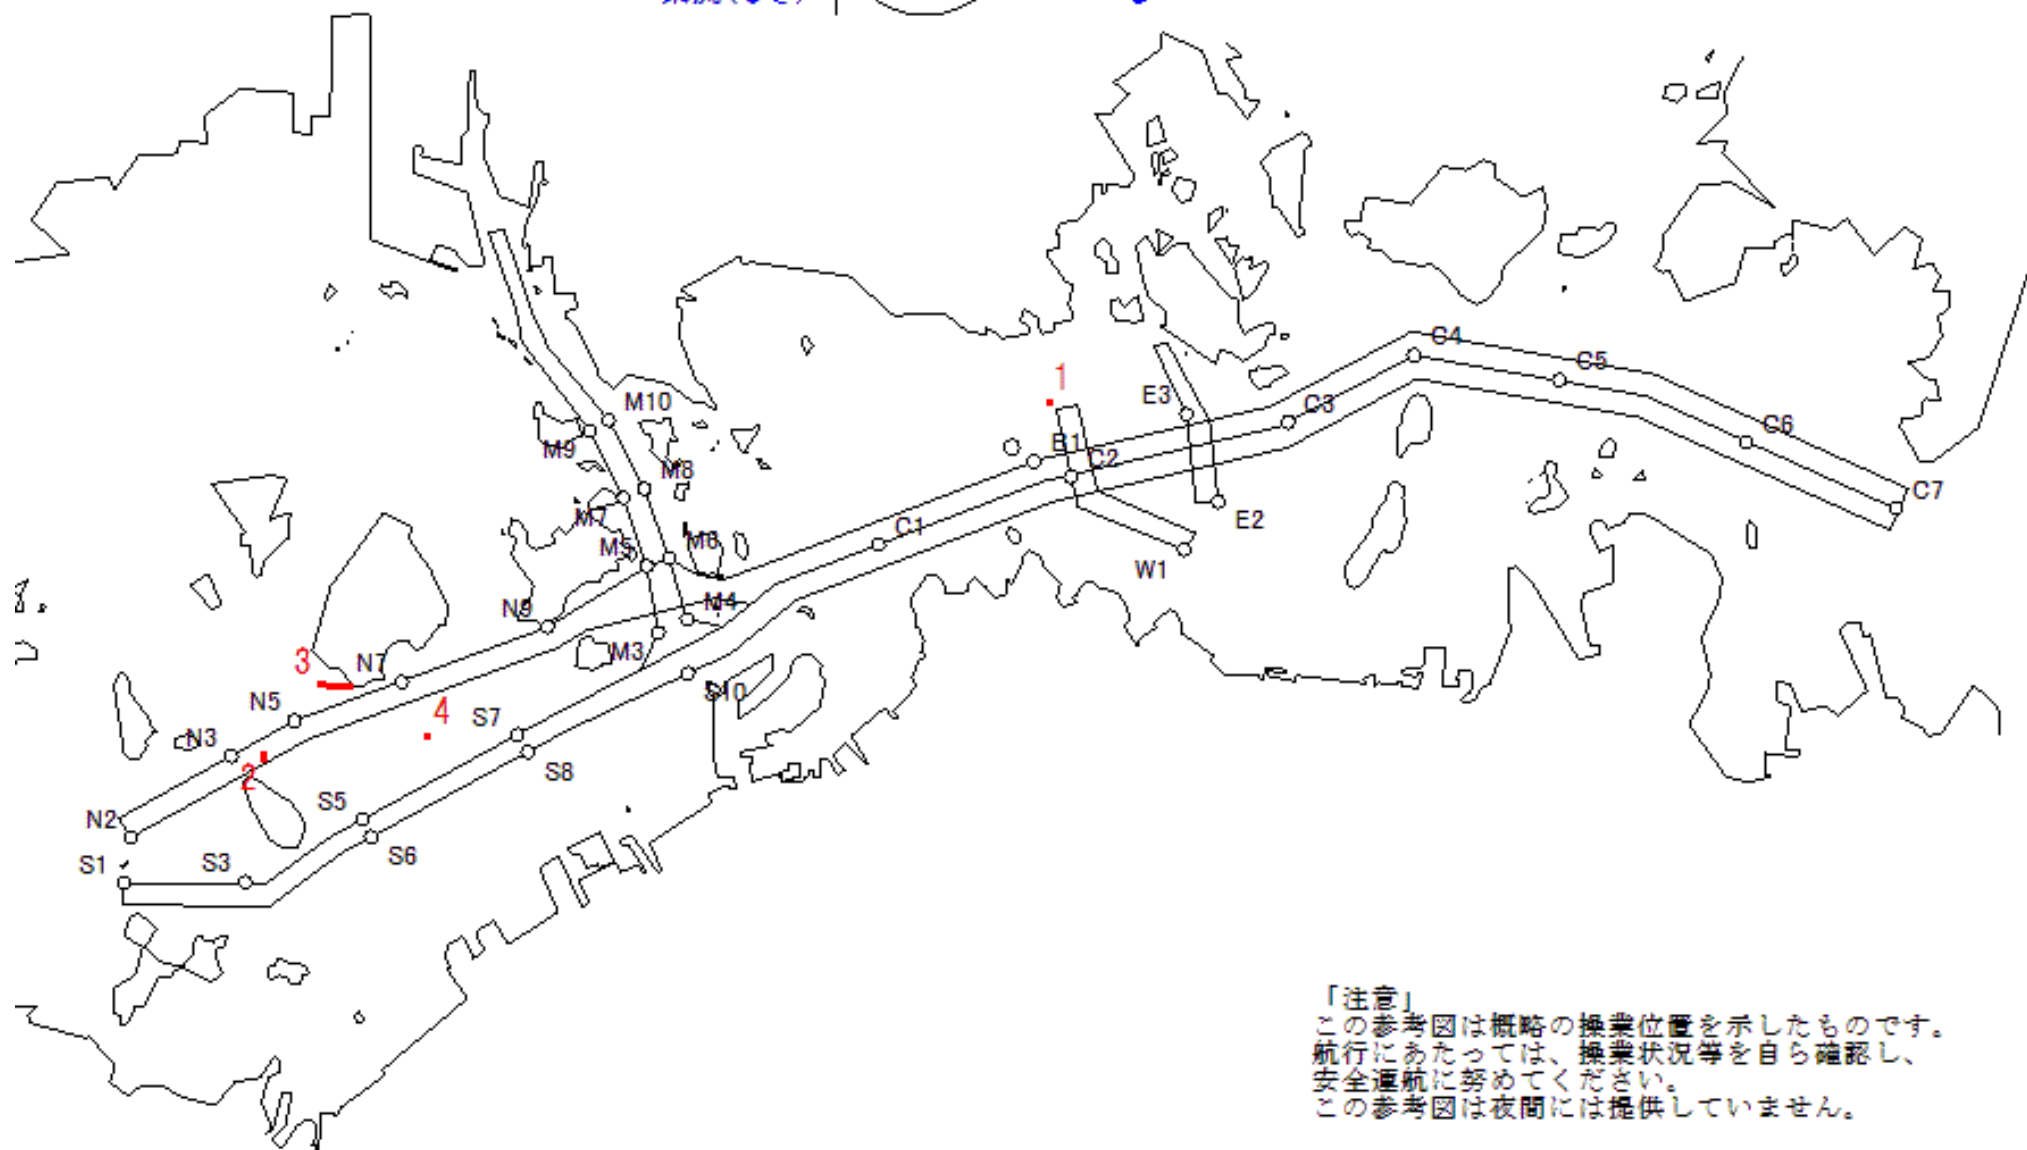 C4
C5
1
E3
M10
C3
C6
B1
M9
C2
M8
C7
M7
E2
C1
M6
M5
W1
N9
M4
M3
3
N7
S10
N5
4
S7
N3
S8
2
S5
N2
S6
S1
S3
「注意」
この参考図は概略の操業位置を示したものです。
航行にあたっては、操業状況等を自ら確認し、
安全運航に努めてください。
この参考図は夜間には提供していません。